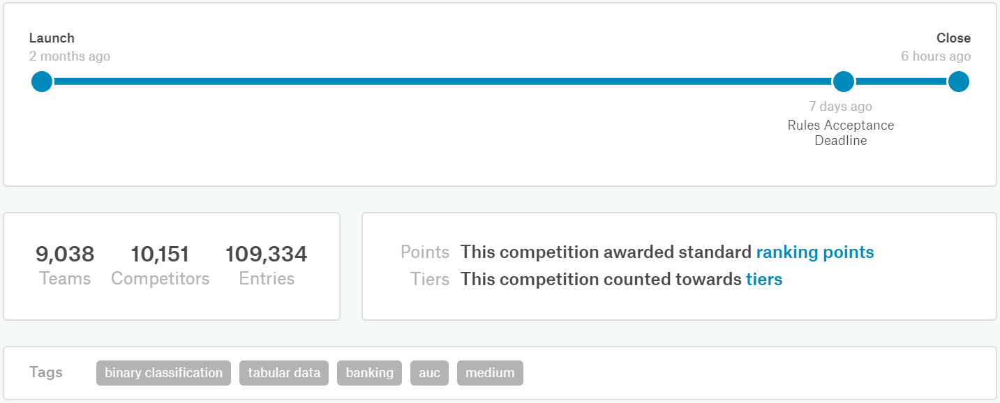 Launch
Close
2 months ago
6 hours ago
7 days ago
Rules Acceptance
Deadline
9,038
10,151
109,334
Teams
Competitors
Entries
Points This competition awarded standard ranking points
Tiers This competition counted towards tiers
Tags binary classification tabular data banking auc medium